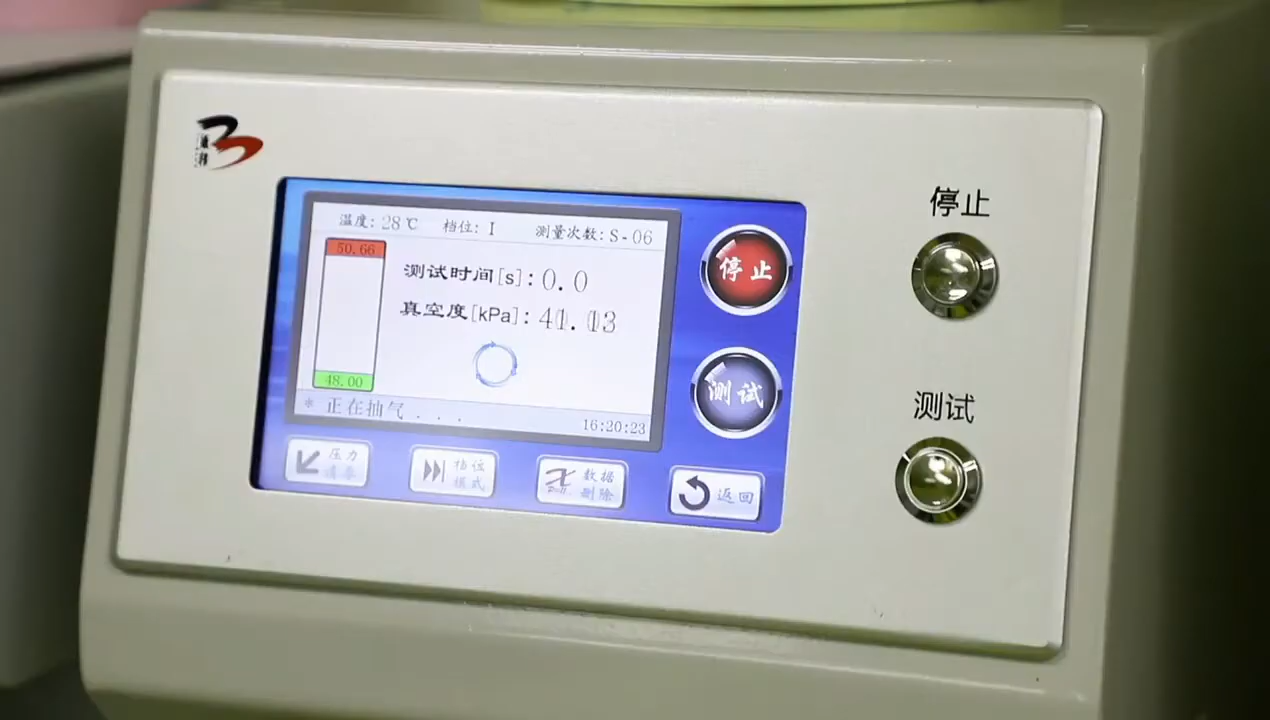 温度: 28℃ 档位: I 测量次数: S-06
50.66
测试时间[s]: 0.0
真空度[kPa]:
48.00
* 正在抽气 . . .
16:20:23
停止
测试
压力
清零
档位
模式
数据
删除
返回
停止
测试